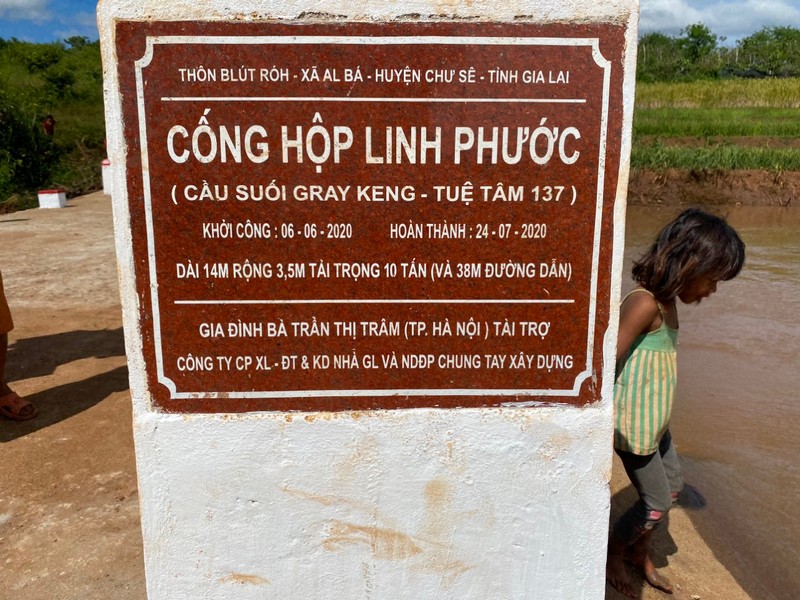 THÔN BLÚT RÓH - XÃ AL BÁ - HUYỆN CHƯ SÊ - TỈNH GIA LAI
CỐNG HỘP LINH PHƯỚC
( CẦU SUỐI GRAY KENG - TUỆ TÂM 137 )
KHỞI CÔNG : 06 - 06 - 2020 HOÀN THÀNH : 24 - 07 - 2020
DÀI 14M RỘNG 3,5M TẢI TRỌNG 10 TẤN (VÀ 38M ĐƯỜNG DẪN)
GIA ĐÌNH BÀ TRẦN THỊ TRÂM (TP. HÀ NỘI ) TÀI TRỢ
CÔNG TY CP XL - ĐT & KD NHÀ GL VÀ NDĐP CHUNG TAY XÂY DỰNG